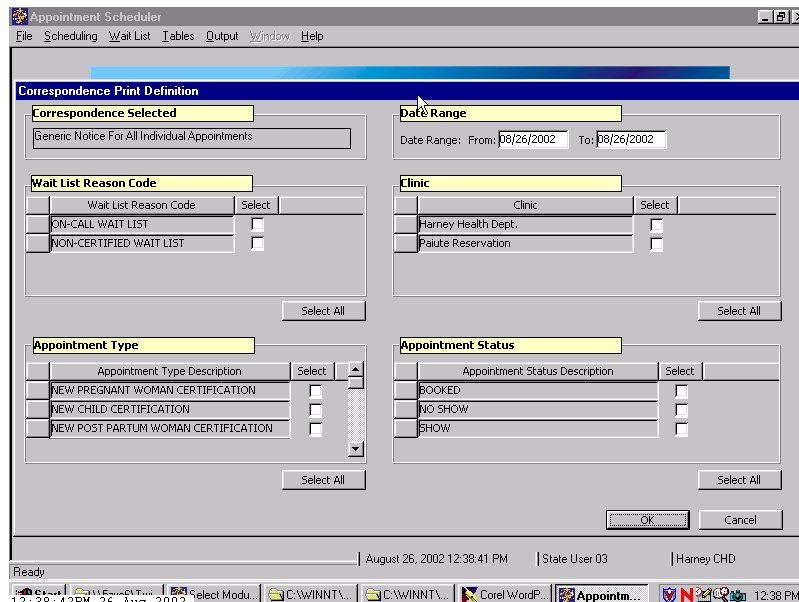 Appointment Scheduler
File Scheduling Wait List Tables Output Window Help
Correspondence Print Definition
Correspondence Selected
Generic Notice For All Individual Appointments
Date Range
Date Range: From: 08/26/2002 To: 08/26/2002
Wait List Reason Code
Wait List Reason Code Select
ON-CALL WAIT LIST
NON-CERTIFIED WAIT LIST
Select All
Clinic
Clinic Select
Harney Health Dept.
Paiute Reservation
Select All
Appointment Type
Appointment Type Description Select
NEW PREGNANT WOMAN CERTIFICATION
NEW CHILD CERTIFICATION
NEW POST PARTUM WOMAN CERTIFICATION
Select All
Appointment Status
Appointment Status Description Select
BOOKED
NO SHOW
SHOW
Select All
OK Cancel
August 26, 2002 12:38:41 PM State User 03 Harney CHD
Ready
Start Select Modu... C:\WINNT\... C:\WINNT\... Corel WordP... Appointm... 12:38 PM
12:38:42PM 26 Aug 2002